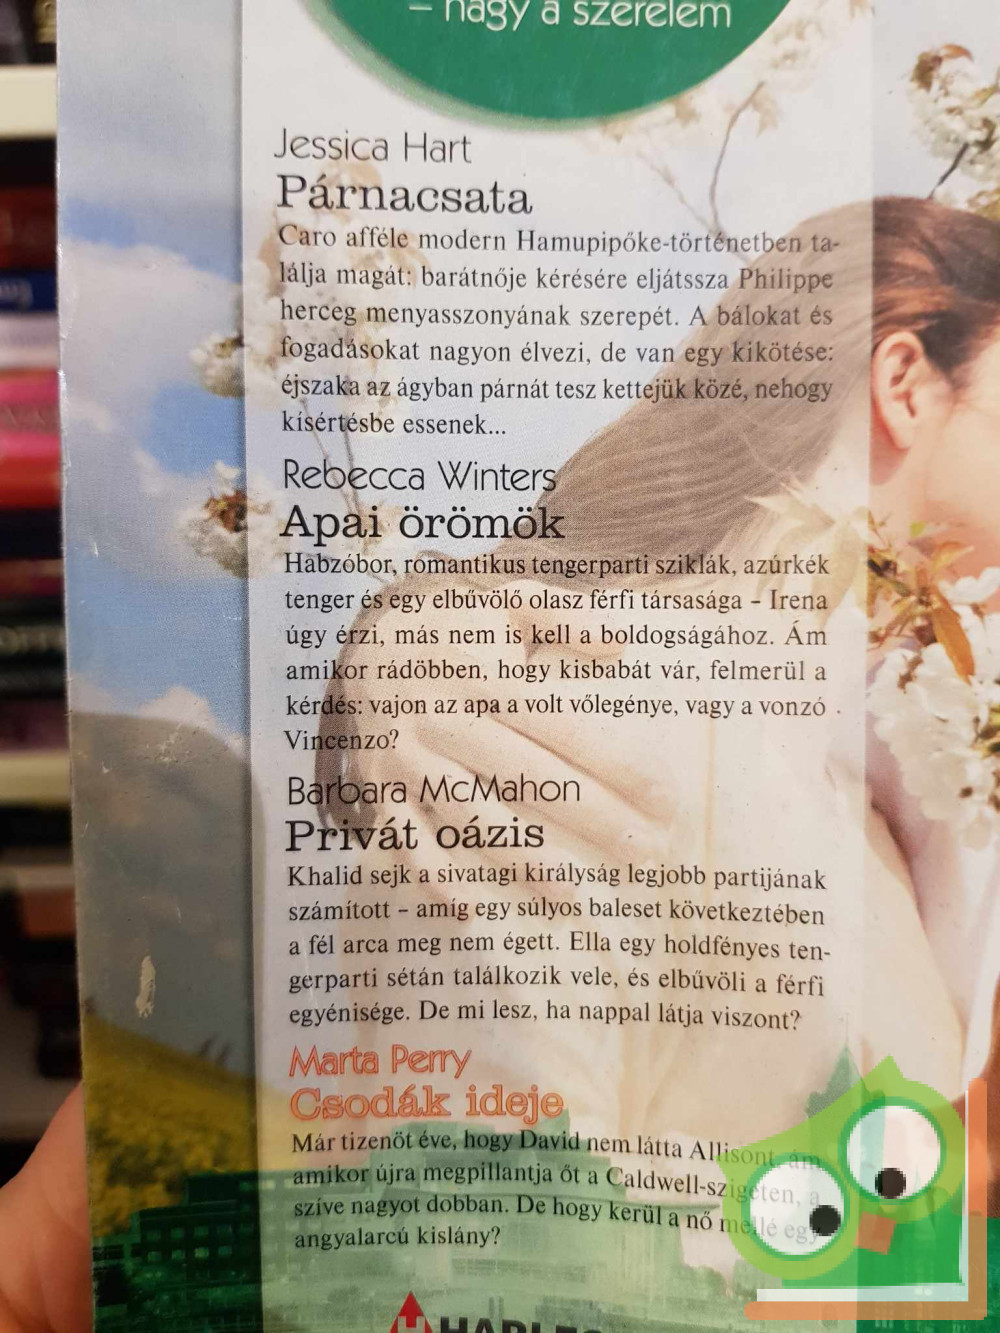 – nagy a szerelem
Jessica Hart
Párnacsata
Caro afféle modern Hamupipőke-történetben ta-
lálja magát: barátnője kérésére eljátssza Philippe
herceg menyasszonyának szerepét. A bálokat és
fogadásokat nagyon élvezi, de van egy kikötése:
éjszaka az ágyban párnát tesz kettejük közé, nehogy
kísértésbe essenek...
Rebecca Winters
Apai örömök
Habzóbor, romantikus tengerparti sziklák, azúrkék
tenger és egy elbűvölő olasz férfi társasága – Irena
úgy érzi, más nem is kell a boldogságához. Ám
amikor rádöbben, hogy kisbabát vár, felmerül a
kérdés: vajon az apa a volt vőlegénye, vagy a vonzó
Vincenzo?
Barbara McMahon
Privát oázis
Khalid sejk a sivatagi királyság legjobb partijának
számított – amíg egy súlyos baleset következtében
a fél arca meg nem égett. Ella egy holdfényes ten-
gerparti sétán találkozik vele, és elbűvöli a férfi
egyénisége. De mi lesz, ha nappal látja viszont?
Marta Perry
Csodák ideje
Már tizenöt éve, hogy David nem látta Allisont, ám
amikor újra megpillantja őt a Caldwell-szigeten, a
szíve nagyot dobban. De hogy kerül a nő mellé egy
angyalarcú kislány?